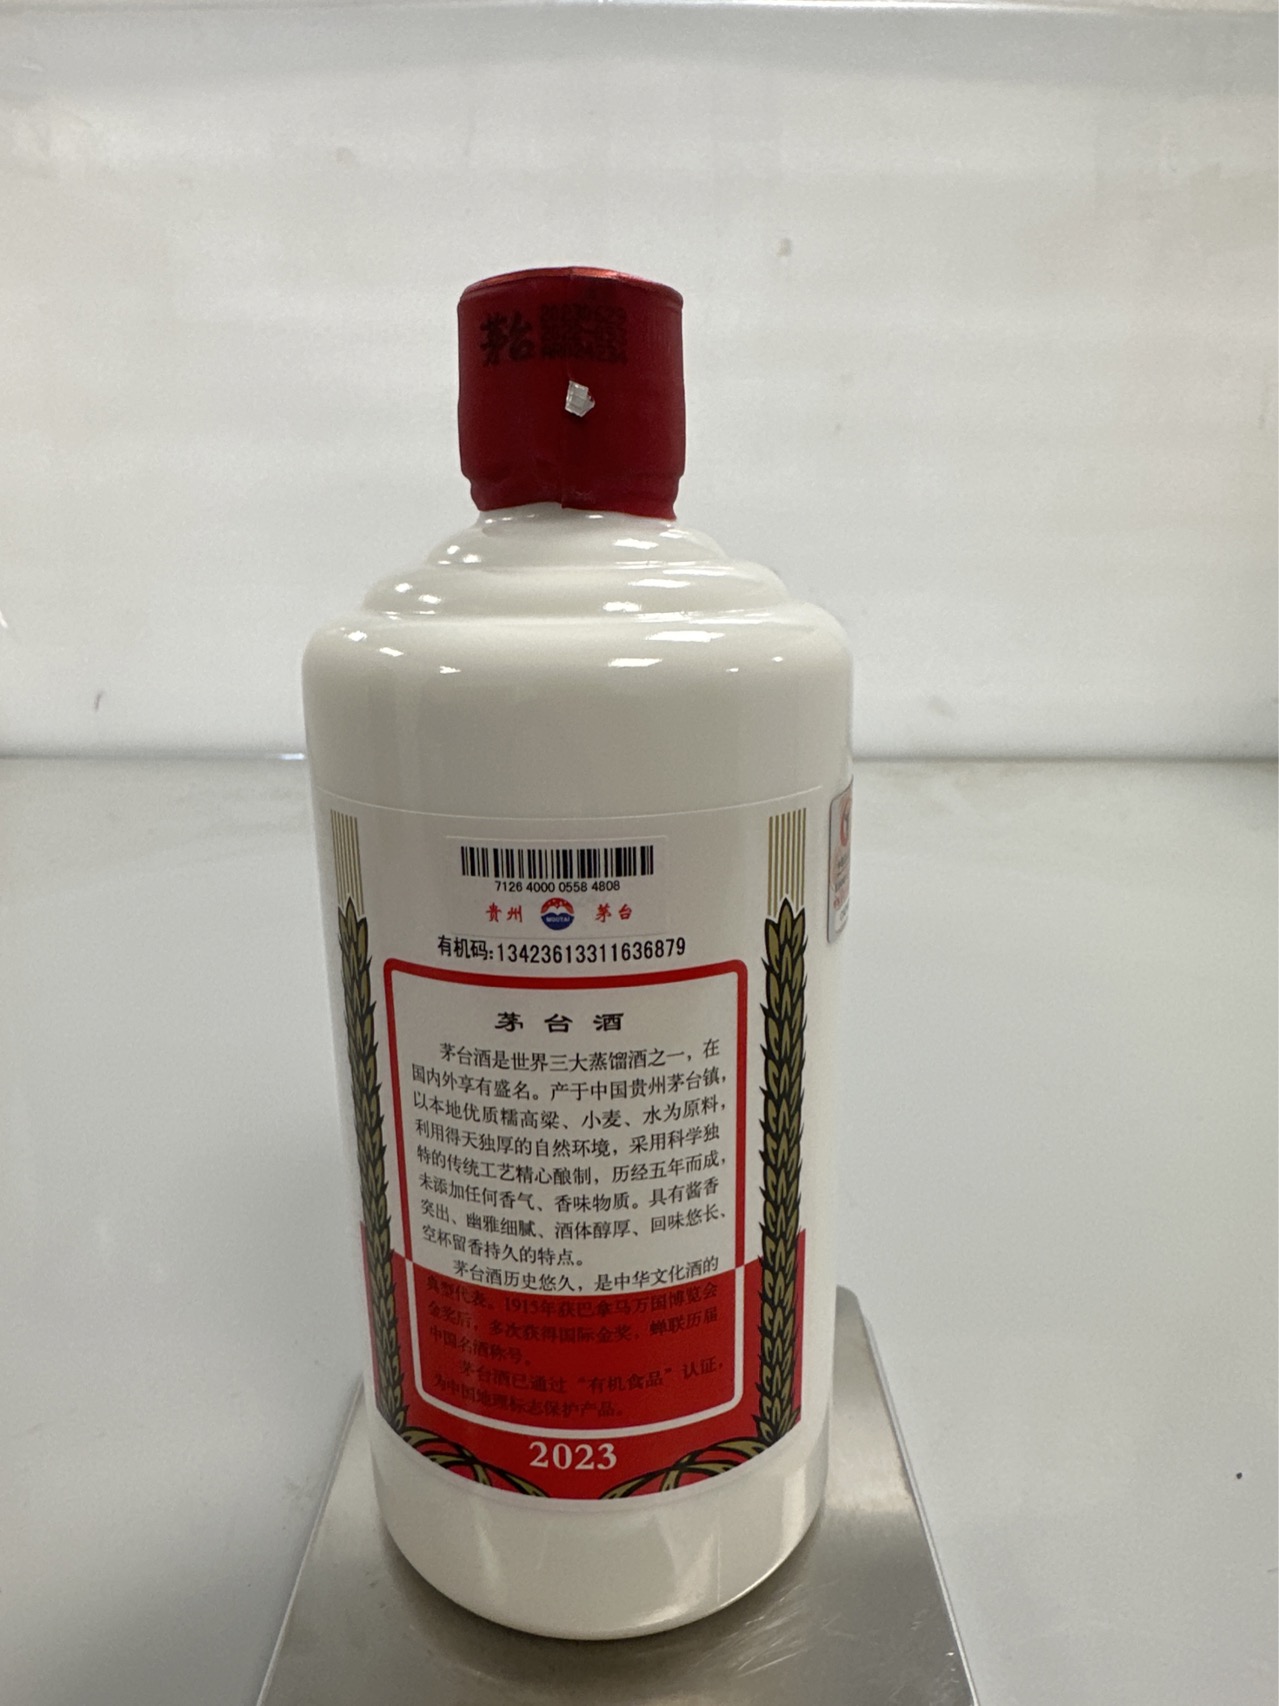 茅台
7126 4000 0558 4808
贵州 MOUTAI 茅台
有机码:13423613311636879
茅台酒
茅台酒是世界三大蒸馏酒之一，在
国内外享有盛名。产于中国贵州茅台镇，
以本地优质糯高粱、小麦、水为原料，
利用得天独厚的自然环境，采用科学独
特的传统工艺精心酿制，历经五年而成，
未添加任何香气、香味物质。具有酱香
突出、幽雅细腻、酒体醇厚、回味悠长、
空杯留香持久的特点。
茅台酒历史悠久，是中华文化酒的
典型代表。1915年获巴拿马万国博览会
金奖后，多次获得国际金奖，蝉联历届
中国名酒称号。
茅台酒已通过“有机食品”认证，
为中国地理标志保护产品。
2023